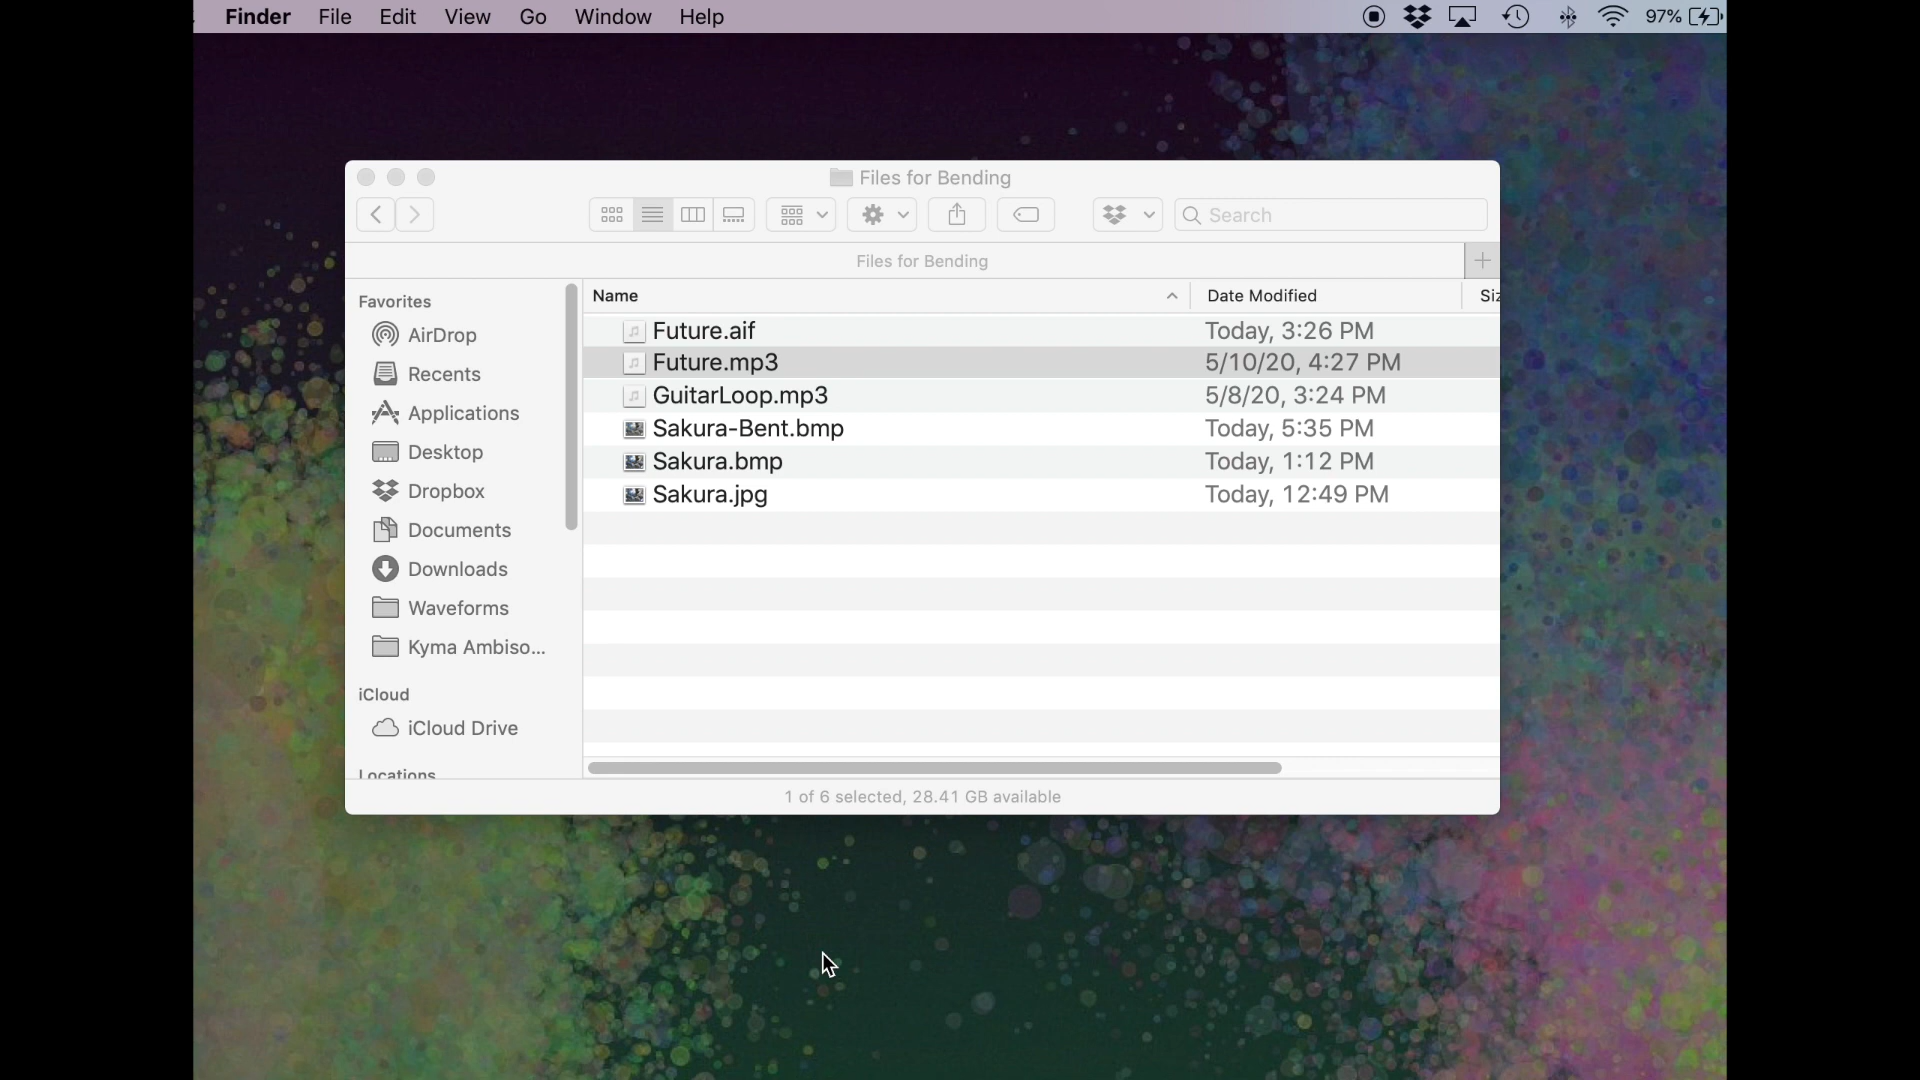 Finder File Edit View Go Window Help 97%
Files for Bending
Search
Files for Bending
Favorites
AirDrop
Recents
Applications
Desktop
Dropbox
Documents
Downloads
Waveforms
Kyma Ambiso...
iCloud
iCloud Drive
Locations
Name Date Modified Siz
Future.aif Today, 3:26 PM
Future.mp3 5/10/20, 4:27 PM
GuitarLoop.mp3 5/8/20, 3:24 PM
Sakura-Bent.bmp Today, 5:35 PM
Sakura.bmp Today, 1:12 PM
Sakura.jpg Today, 12:49 PM
1 of 6 selected, 28.41 GB available